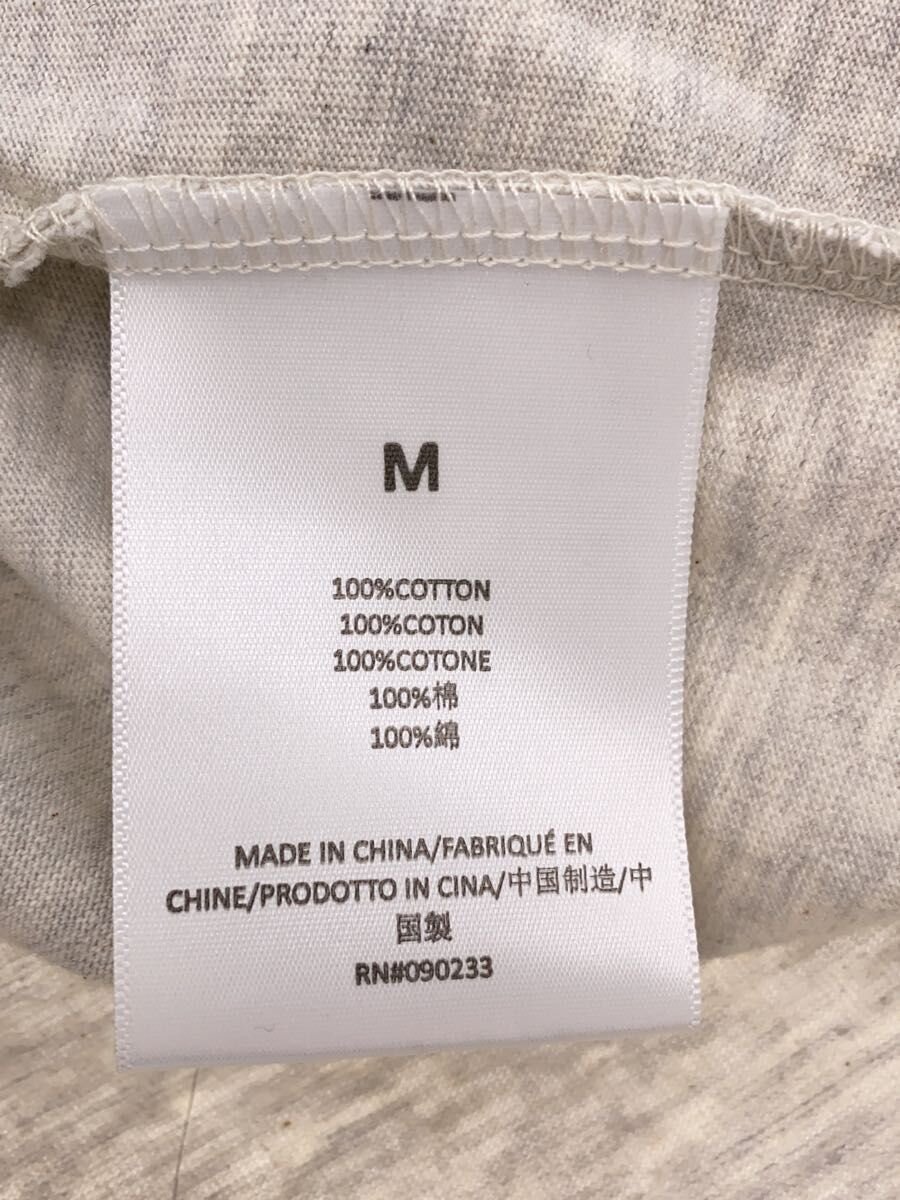 M
100%COTTON
100%COTON
100%COTONE
100%棉
100%綿
MADE IN CHINA/FABRIQUÉ EN
CHINE/PRODOTTO IN CINA/中国制造/中
国製
RN#090233